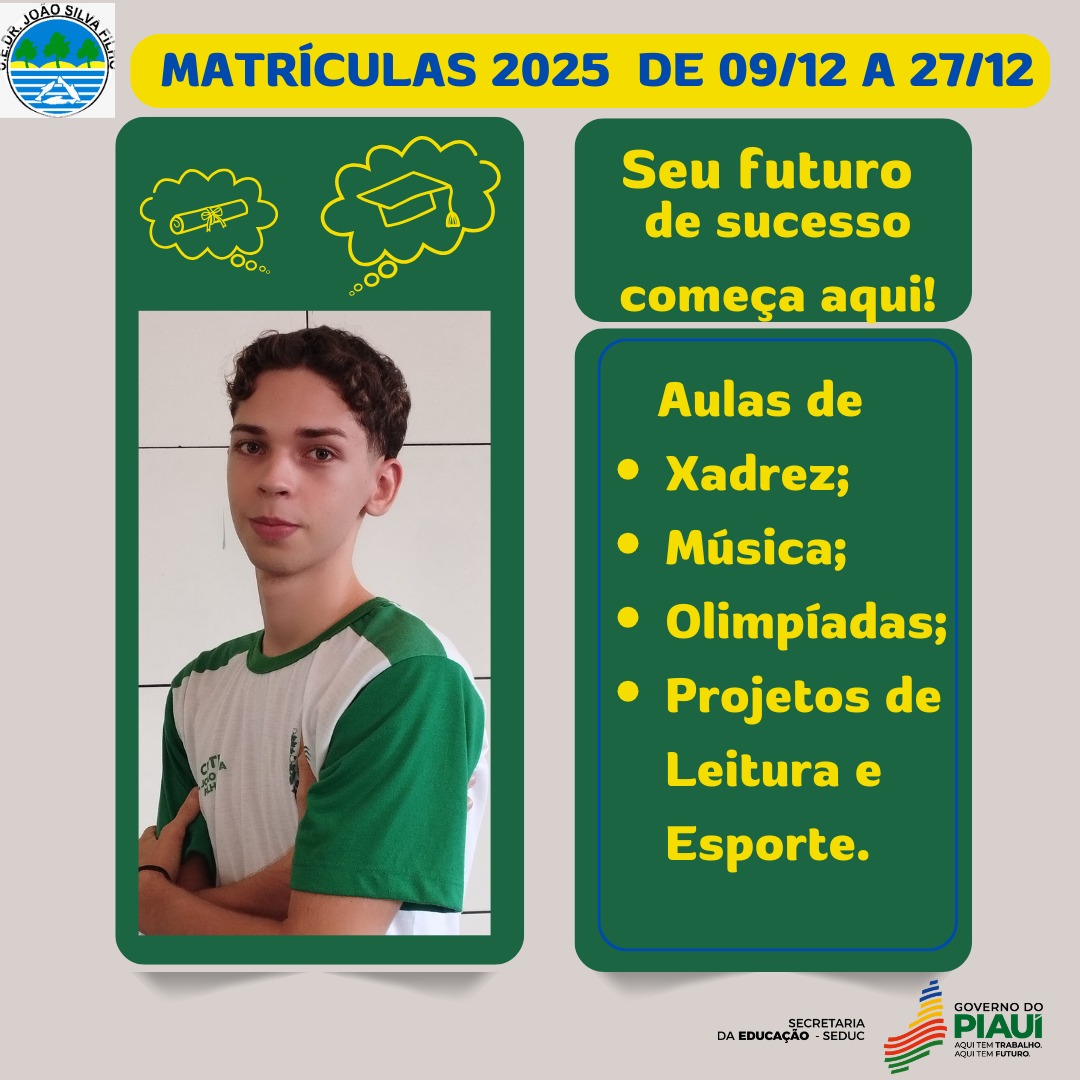 U.E.DR. JOÃO SILVA FILHO
MATRÍCULAS 2025 DE 09/12 A 27/12
Seu futuro
de sucesso
começa aqui!
Aulas de
• Xadrez;
• Música;
• Olimpíadas;
• Projetos de
Leitura e
Esporte.
SECRETARIA
DA EDUCAÇÃO - SEDUC
GOVERNO DO
PIAUÍ
AQUI TEM TRABALHO.
AQUI TEM FUTURO.